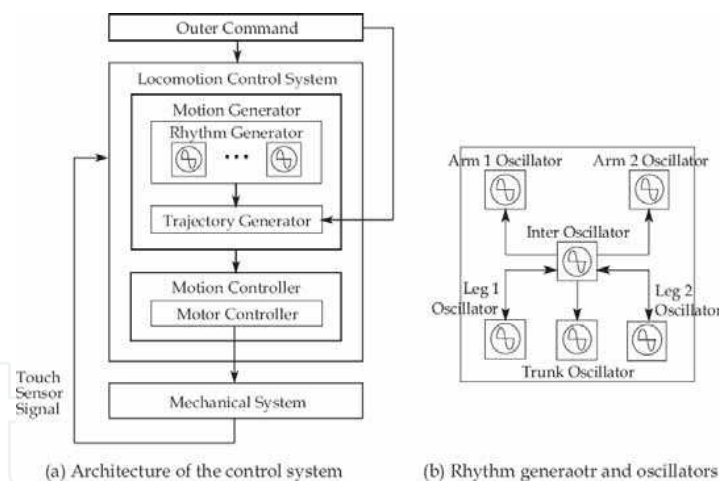 Outer Command
Locomotion Control System
Motion Generator
Rhythm Generator
Trajectory Generator
Motion Controller
Motor Controller
Mechanical System
Touch
Sensor
Signal
(a) Architecture of the control system
Arm 1 Oscillator
Arm 2 Oscillator
Inter Oscillator
Leg 1
Oscillator
Leg 2
Oscillator
Trunk Oscillator
(b) Rhythm generaotr and oscillators